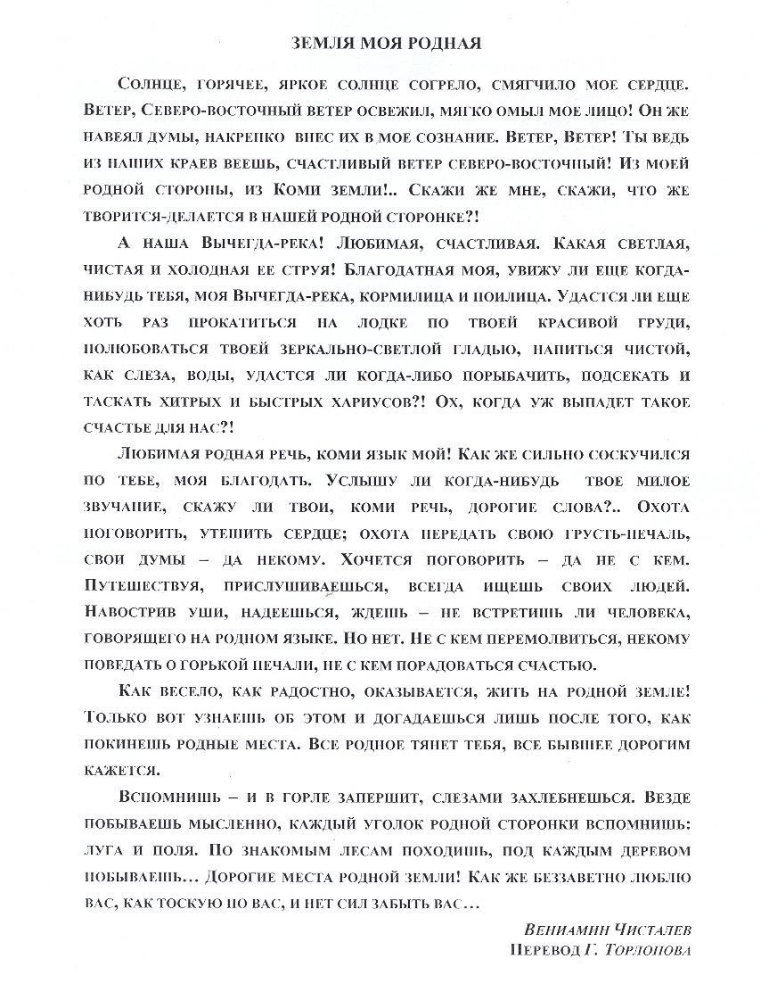 ЗЕМЛЯ МОЯ РОДНАЯ
Солнце, горячее, яркое солнце согрело, смягчило мое сердце.
Ветер, Северо-восточный ветер освежил, мягко омыл мое лицо! Он же
навеял думы, накрепко внес их в мое сознание. Ветер, Ветер! Ты ведь
из наших краев веешь, счастливый ветер северо-восточный! Из моей
родной стороны, из Коми земли!.. Скажи же мне, скажи, что же
творится-делается в нашей родной сторонке?!
А наша Вычегда-река! Любимая, счастливая. Какая светлая,
чистая и холодная ее струя! Благодатная моя, увижу ли еще когда-
нибудь тебя, моя Вычегда-река, кормилица и поилица. Удастся ли еще
хоть раз прокатиться на лодке по твоей красивой груди,
полюбоваться твоей зеркально-светлой гладью, напиться чистой,
как слеза, воды, удастся ли когда-либо порыбачить, подсекать и
таскать хитрых и быстрых хариусов?! Ох, когда уж выпадет такое
счастье для нас?!
Любимая родная речь, коми язык мой! Как же сильно соскучился
по тебе, моя благодать. Услышу ли когда-нибудь твое милое
звучание, скажу ли твои, коми речь, дорогие слова?.. Охота
поговорить, утешить сердце; охота передать свою грусть-печаль,
свои думы – да некому. Хочется поговорить – да не с кем.
Путешествуя, прислушиваешься, всегда ищешь своих людей.
Навострив уши, надеешься, ждешь – не встретишь ли человека,
говорящего на родном языке. Но нет. Не с кем перемолвиться, некому
поведать о горькой печали, не с кем порадоваться счастью.
Как весело, как радостно, оказывается, жить на родной земле!
Только вот узнаешь об этом и догадаешься лишь после того, как
покинешь родные места. Все родное тянет тебя, все бывшее дорогим
кажется.
Вспомнишь – и в горле запершит, слезами захлебнешься. Везде
побываешь мысленно, каждый уголок родной сторонки вспомнишь:
луга и поля. По знакомым лесам походишь, под каждым деревом
побываешь... Дорогие места родной земли! Как же беззаветно люблю
вас, как тоскую по вас, и нет сил забыть вас...
Вениамин Чисталев
Перевод Г. Торлопова